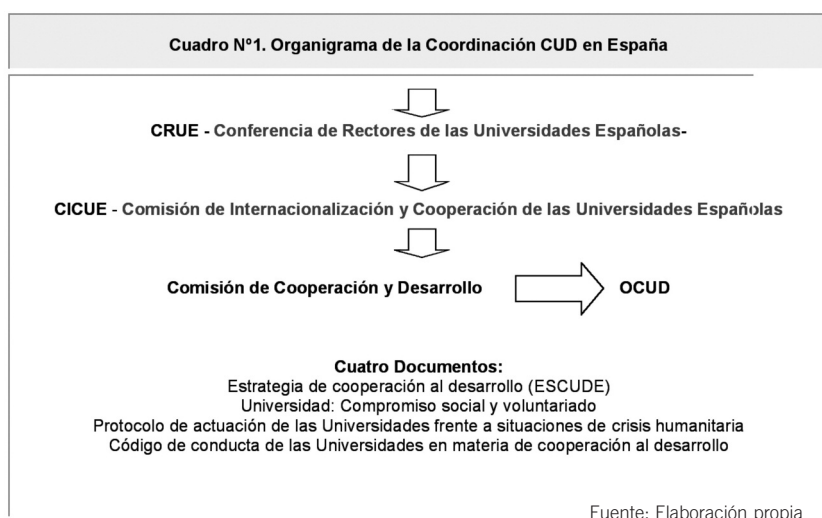 Cuadro Nº1. Organigrama de la Coordinación CUD en España
CRUE - Conferencia de Rectores de las Universidades Españolas-
CICUE - Comisión de Internacionalización y Cooperación de las Universidades Españolas
Comisión de Cooperación y Desarrollo OCUD
Cuatro Documentos:
Estrategia de cooperación al desarrollo (ESCUDE)
Universidad: Compromiso social y voluntariado
Protocolo de actuación de las Universidades frente a situaciones de crisis humanitaria
Código de conducta de las Universidades en materia de cooperación al desarrollo
Fuente: Elaboración propia